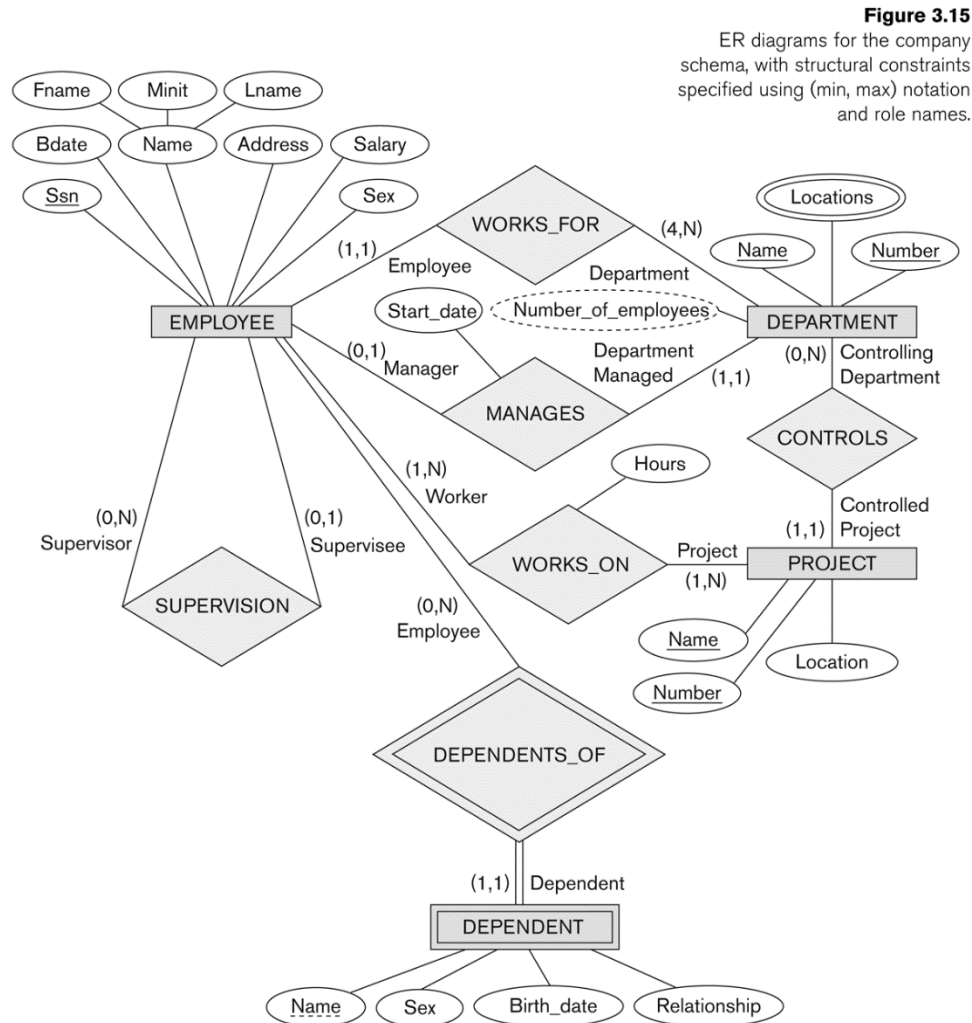 Figure 3.15
ER diagrams for the company
schema, with structural constraints
specified using (min, max) notation
and role names.
Fname
Minit
Lname
Bdate
Name
Address
Salary
Ssn
Sex
WORKS_FOR
Locations
Name
Number
(1,1)
Employee
(4,N)
Department
Start_date
Number_of_employees
EMPLOYEE
DEPARTMENT
(0,1)
Manager
Department
Managed
(1,1)
(0,N)
Controlling
Department
MANAGES
CONTROLS
Hours
(1,N)
Worker
(0,N)
Supervisor
(0,1)
Supervisee
Controlled
Project
(1,1)
WORKS_ON
Project
(1,N)
PROJECT
SUPERVISION
(0,N)
Employee
Name
Number
Location
DEPENDENTS_OF
(1,1)
Dependent
DEPENDENT
Name
Sex
Birth_date
Relationship